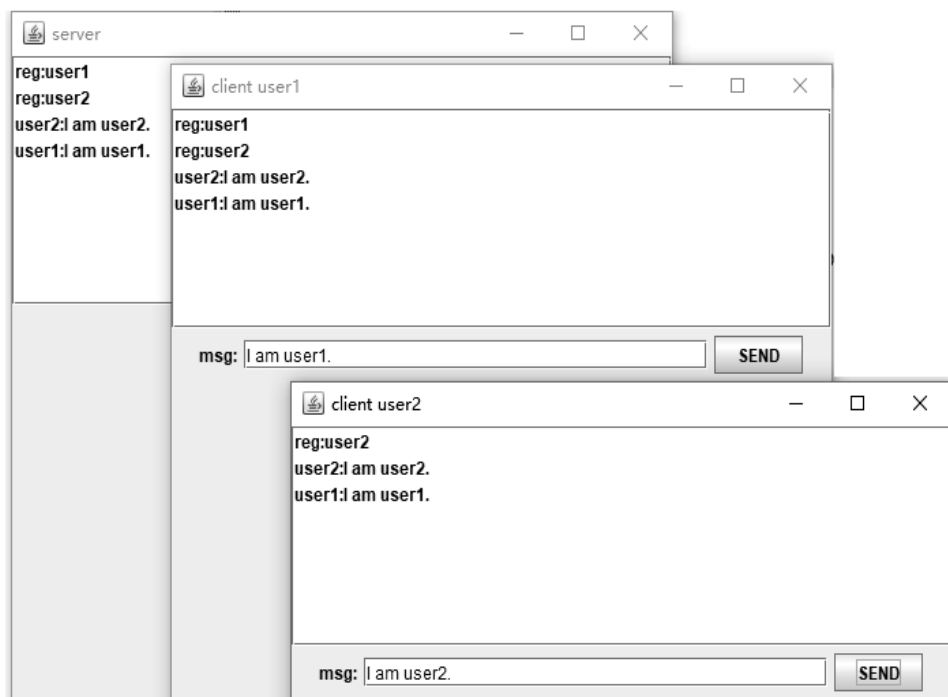 server
reg:user1
reg:user2
user2:I am user2.
user1:I am user1.
client user1
reg:user1
reg:user2
user2:I am user2.
user1:I am user1.
msg: I am user1. SEND
client user2
reg:user2
user2:I am user2.
user1:I am user1.
msg: I am user2. SEND